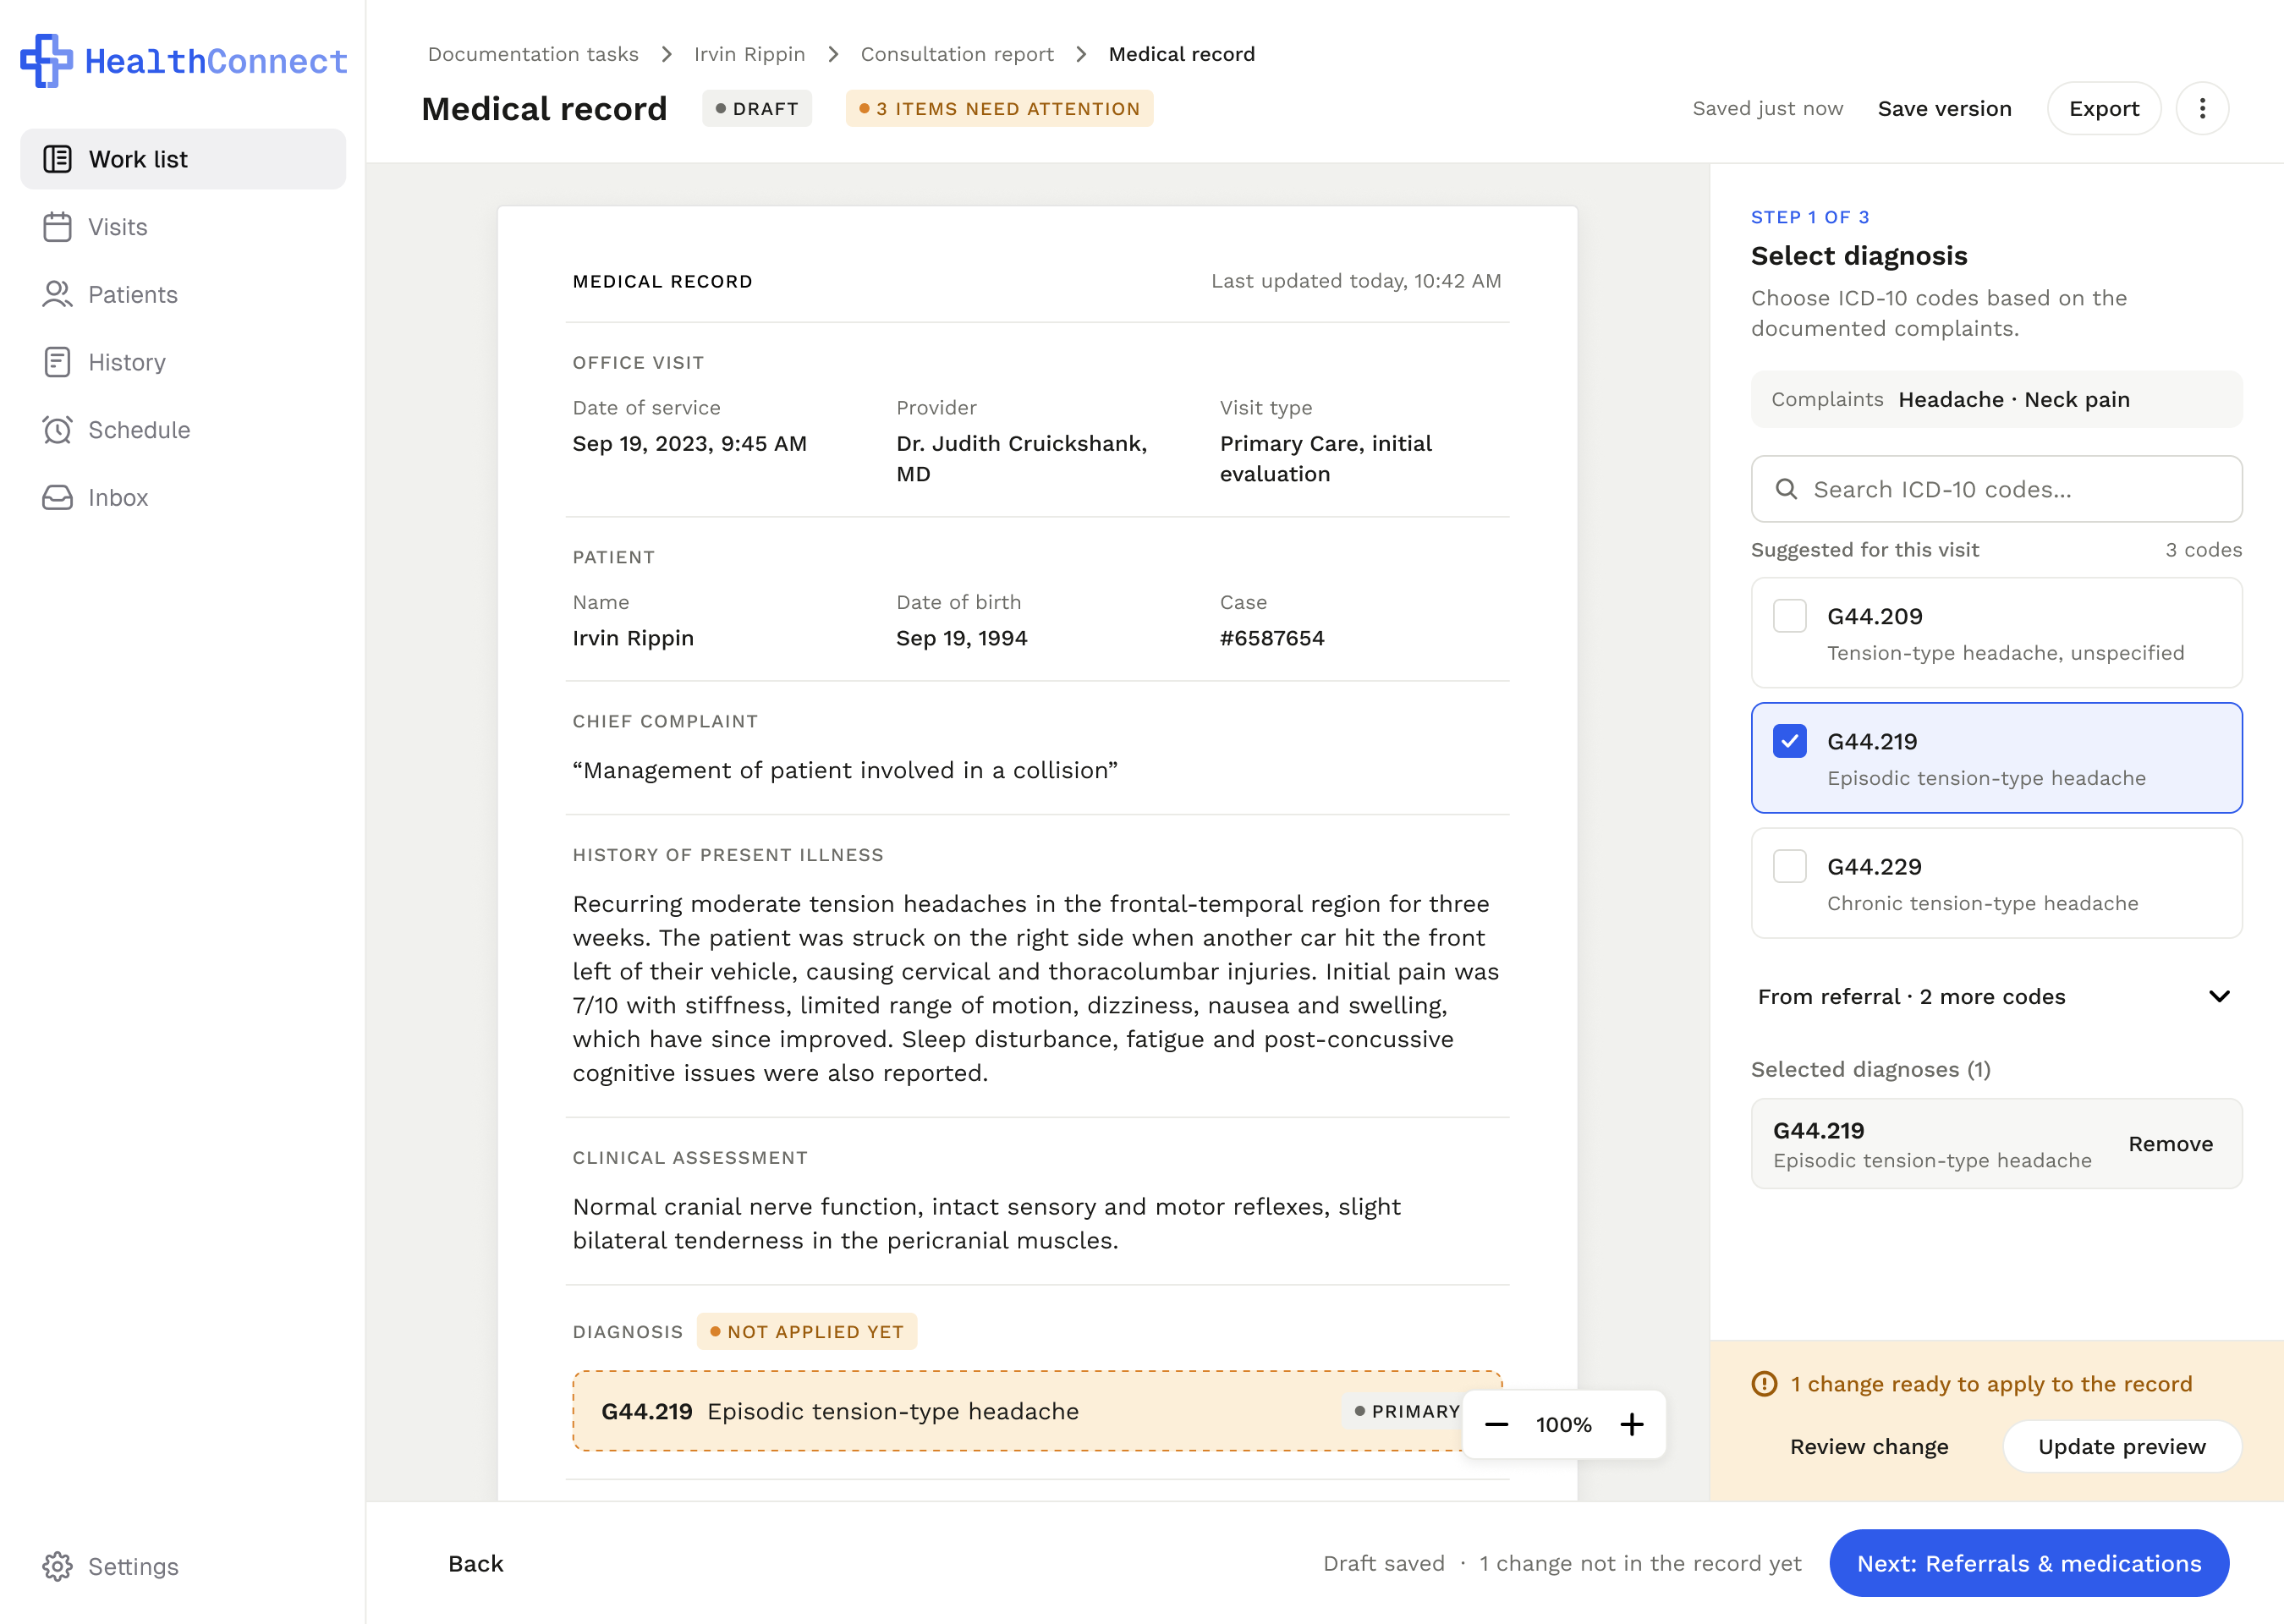 HealthConnect
Work list
Visits
Patients
History
Schedule
Inbox
Settings
Documentation tasks > Irvin Rippin > Consultation report > Medical record
Medical record
DRAFT
3 ITEMS NEED ATTENTION
Saved just now
Save version
Export
MEDICAL RECORD
Last updated today, 10:42 AM
OFFICE VISIT
Date of service
Sep 19, 2023, 9:45 AM
Provider
Dr. Judith Cruickshank,
MD
Visit type
Primary Care, initial
evaluation
PATIENT
Name
Irvin Rippin
Date of birth
Sep 19, 1994
Case
#6587654
CHIEF COMPLAINT
“Management of patient involved in a collision”
HISTORY OF PRESENT ILLNESS
Recurring moderate tension headaches in the frontal-temporal region for three
weeks. The patient was struck on the right side when another car hit the front
left of their vehicle, causing cervical and thoracolumbar injuries. Initial pain was
7/10 with stiffness, limited range of motion, dizziness, nausea and swelling,
which have since improved. Sleep disturbance, fatigue and post-concussive
cognitive issues were also reported.
CLINICAL ASSESSMENT
Normal cranial nerve function, intact sensory and motor reflexes, slight
bilateral tenderness in the pericranial muscles.
DIAGNOSIS
NOT APPLIED YET
G44.219 Episodic tension-type headache
PRIMARY
100%
STEP 1 OF 3
Select diagnosis
Choose ICD-10 codes based on the
documented complaints.
Complaints Headache · Neck pain
Search ICD-10 codes...
Suggested for this visit
3 codes
G44.209
Tension-type headache, unspecified
G44.219
Episodic tension-type headache
G44.229
Chronic tension-type headache
From referral · 2 more codes
Selected diagnoses (1)
G44.219
Episodic tension-type headache
Remove
1 change ready to apply to the record
Review change
Update preview
Back
Draft saved · 1 change not in the record yet
Next: Referrals & medications